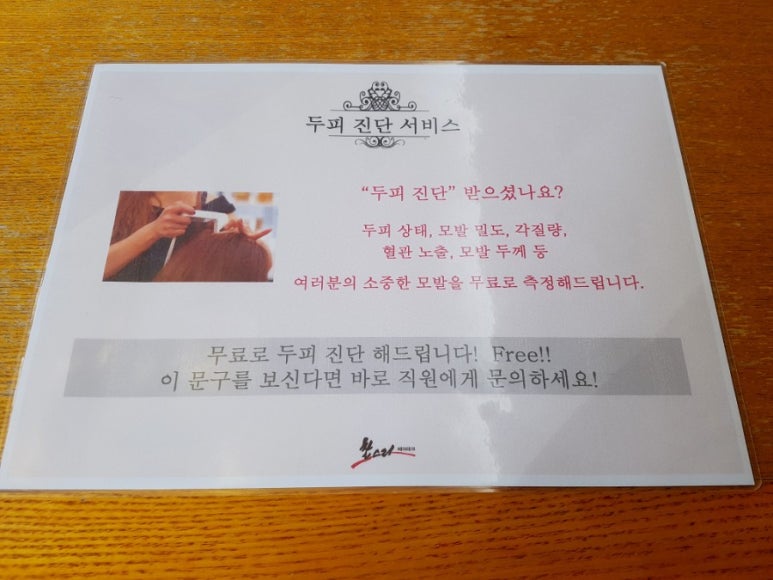 두피 진단 서비스
“두피 진단” 받으셨나요?
두피 상태, 모발 밀도, 각질량,
혈관 노출, 모발 두께 등
여러분의 소중한 모발을 무료로 측정해드립니다.
무료로 두피 진단 해드립니다! Free!!
이 문구를 보신다면 바로 직원에게 문의하세요!